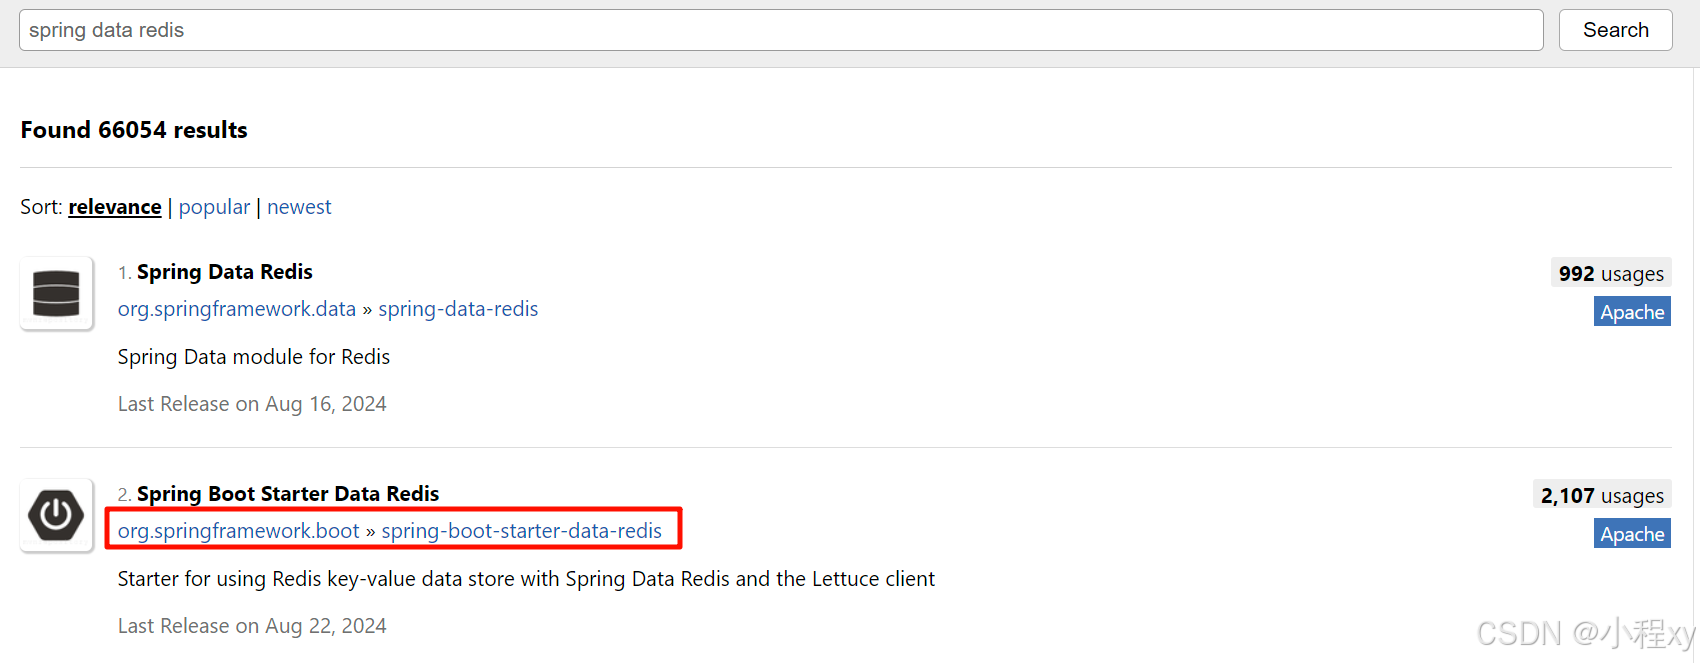 spring data redis
Search
Found 66054 results
Sort: relevance | popular | newest
1. Spring Data Redis
992 usages
org.springframework.data » spring-data-redis
Apache
Spring Data module for Redis
Last Release on Aug 16, 2024
2. Spring Boot Starter Data Redis
2,107 usages
org.springframework.boot » spring-boot-starter-data-redis
Apache
Starter for using Redis key-value data store with Spring Data Redis and the Lettuce client
Last Release on Aug 22, 2024
CSDN @小程xy